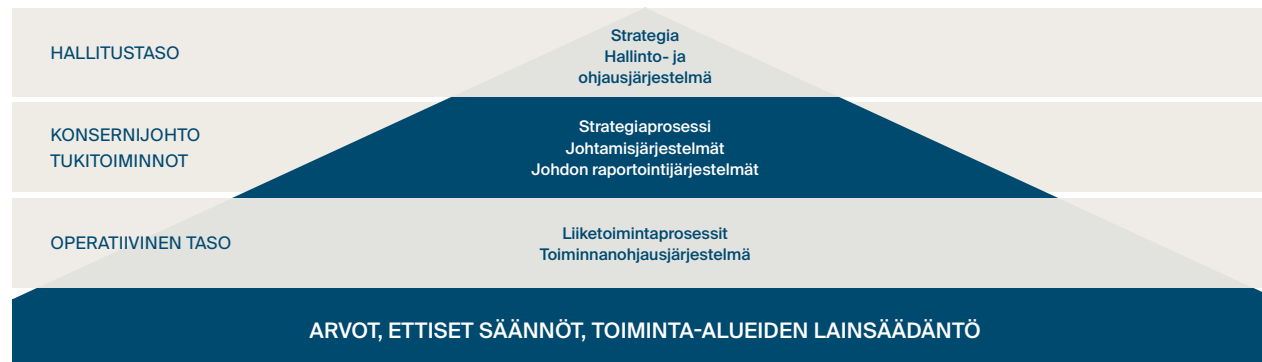 HALLITUSTASO
Strategia
Hallinto- ja
ohjausjärjestelmä
KONSERNIJOHTO
TUKITOIMINNOT
Strategiaprosessi
Johtamisjärjestelmät
Johdon raportointijärjestelmät
OPERATIIVINEN TASO
Liiketoimintaprosessit
Toiminnanohjausjärjestelmä
ARVOT, ETTISET SÄÄNNÖT, TOIMINTA-ALUEIDEN LAINSÄÄDÄNTÖ